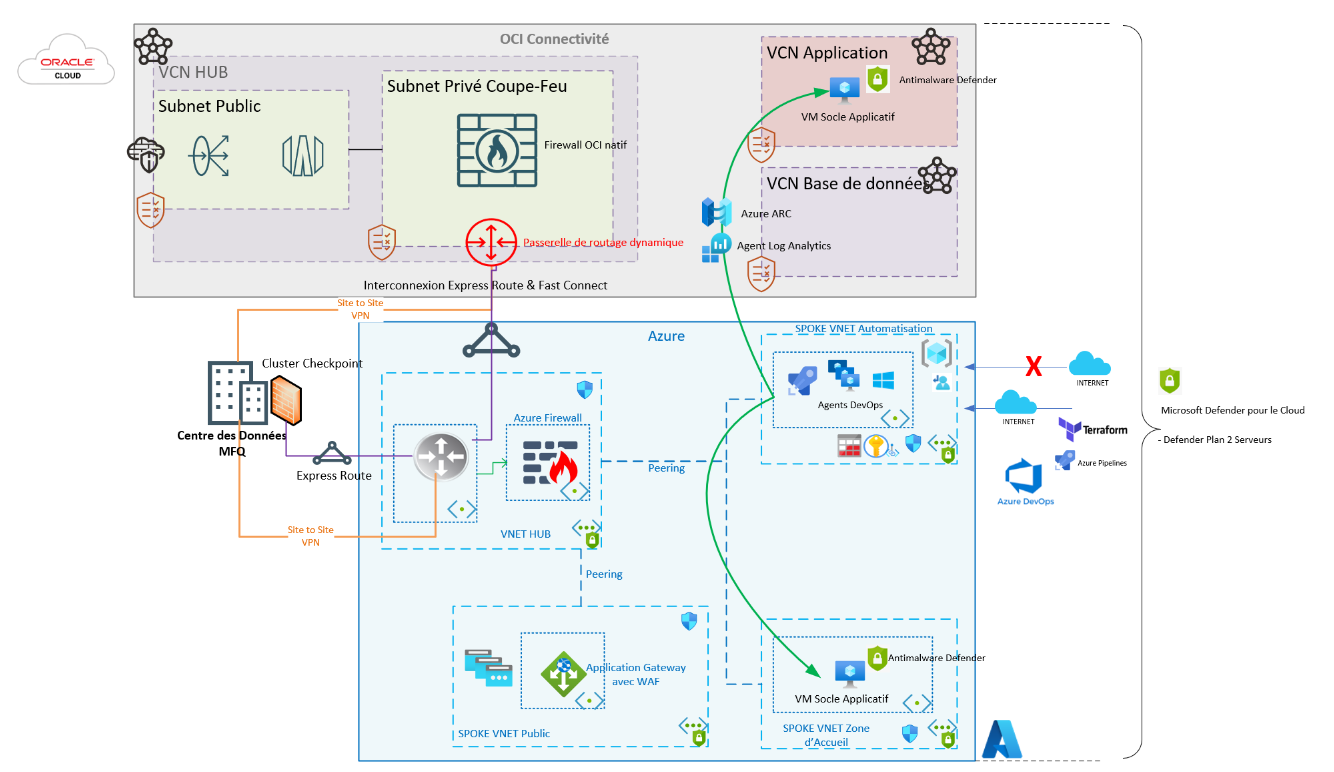 ORACLE
CLOUD
OCI Connectivité
VCN HUB
Subnet Public
Subnet Privé Coupe-Feu
Firewall OCI natif
VCN Application
Antimalware Defender
VM Socle Applicatif
VCN Base de données
Azure ARC
Agent Log Analytics
Passerelle de routage dynamique
Interconnexion Express Route & Fast Connect
Site to Site
VPN
Azure
SPOKE VNET Automatisation
Agents DevOps
X
INTERNET
INTERNET
Terraform
Azure Pipelines
Azure DevOps
Microsoft Defender pour le Cloud
- Defender Plan 2 Serveurs
Cluster Checkpoint
Centre des Données
MFQ
Express Route
Azure Firewall
Peering
Site to Site
VPN
VNET HUB
Peering
Application Gateway
avec WAF
SPOKE VNET Public
Antimalware Defender
VM Socle Applicatif
SPOKE VNET Zone
d'Accueil